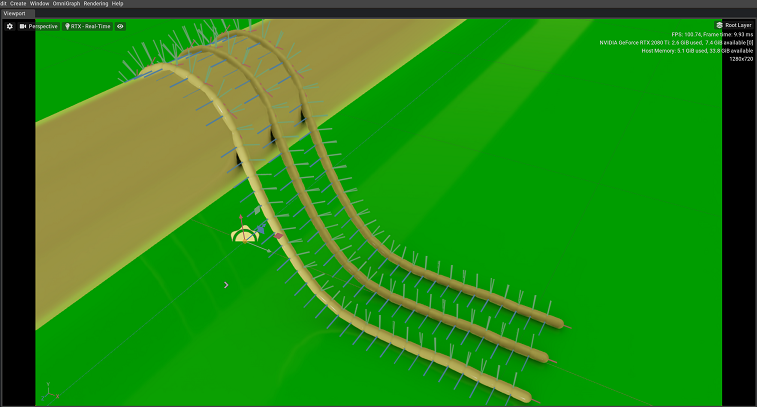 dit Create Window OmniGraph Rendering Help
Viewport
Perspective RTX - Real-Time
Root Layer
FPS: 100.74, Frame time: 9.93 ms
NVIDIA GeForce RTX 2080 Ti: 2.6 GiB used, 7.4 GiB available [0]
Host Memory: 5.1 GiB used, 33.8 GiB available
1280x720